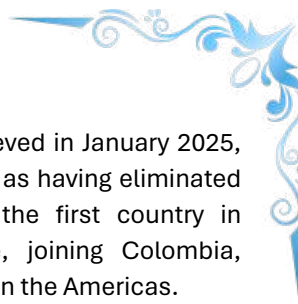 eved in January 2025,
as having eliminated
the first country in
, joining Colombia,
n the Americas.